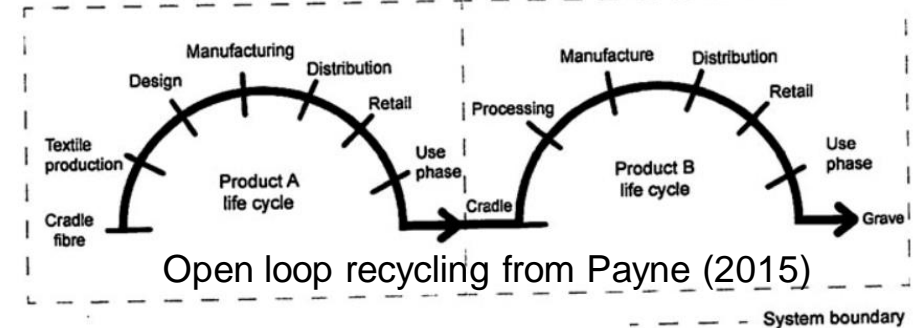 Cradle
fibre
Textile
production
Design
Manufacturing
Distribution
Retail
Use
phase
Product A
life cycle
Cradle
Processing
Manufacture
Distribution
Retail
Use
phase
Grave
Product B
life cycle
Open loop recycling from Payne (2015)
System boundary